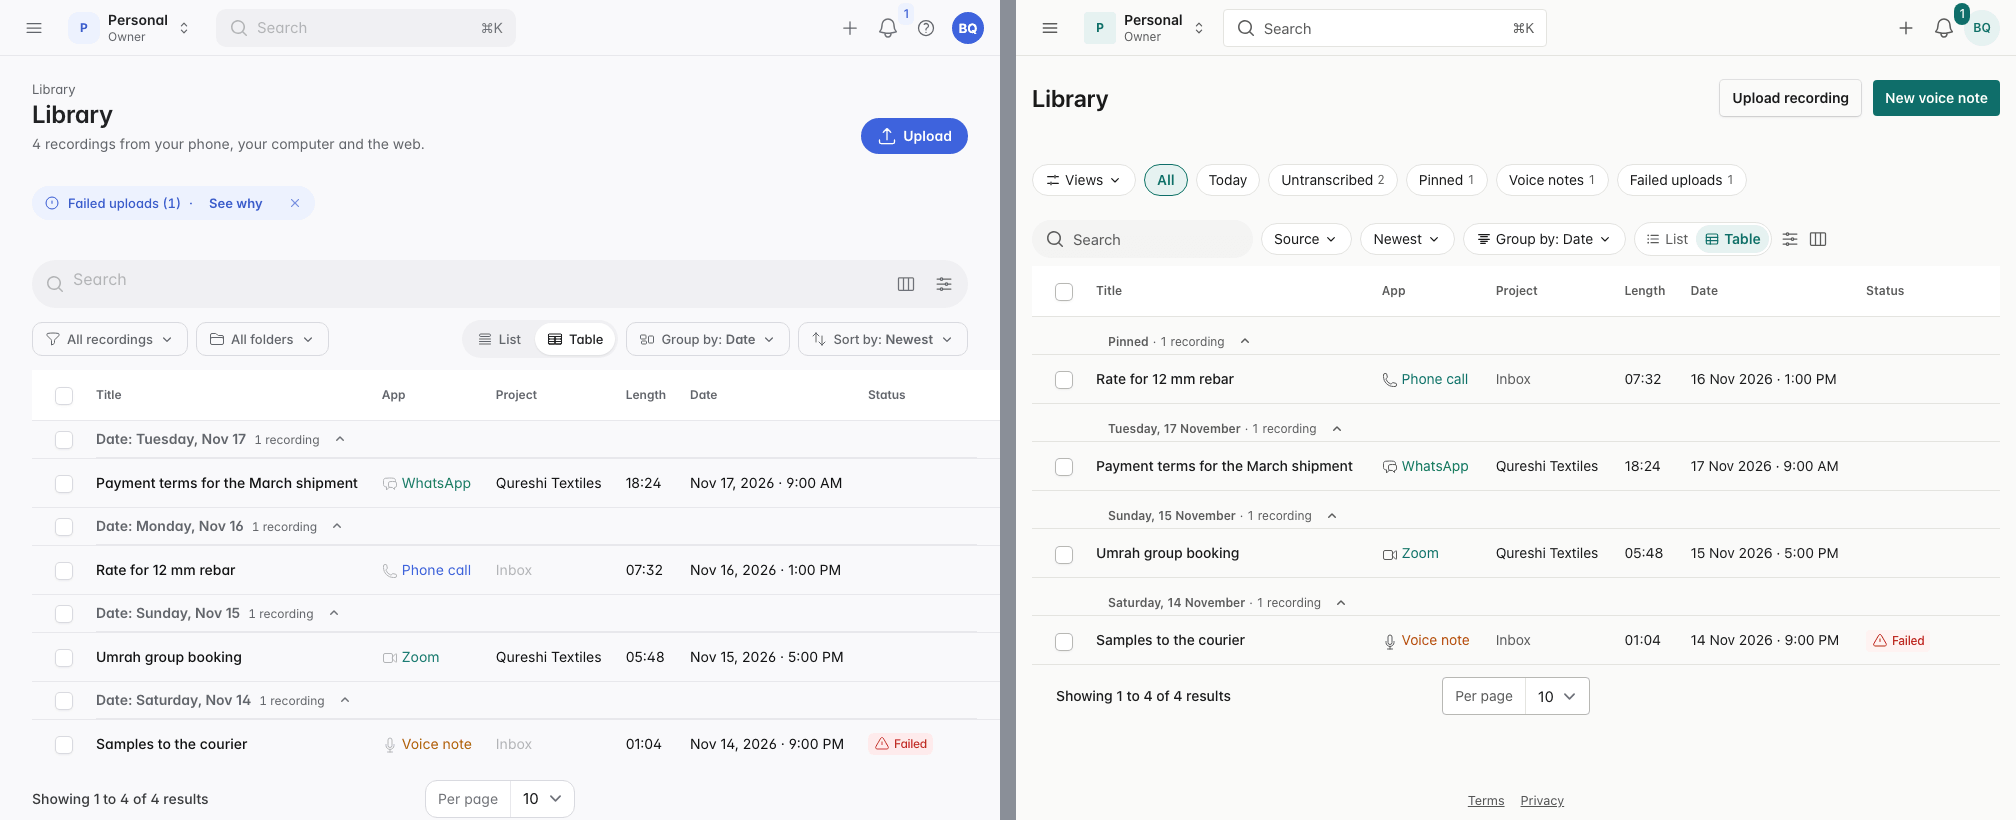 P Personal
Owner
Search ⌘K
1
BQ
Library
Library
4 recordings from your phone, your computer and the web.
Upload
Failed uploads (1) · See why
Search
All recordings
All folders
List
Table
Group by: Date
Sort by: Newest
Title App Project Length Date Status
Date: Tuesday, Nov 17 1 recording
Payment terms for the March shipment WhatsApp Qureshi Textiles 18:24 Nov 17, 2026 · 9:00 AM
Date: Monday, Nov 16 1 recording
Rate for 12 mm rebar Phone call Inbox 07:32 Nov 16, 2026 · 1:00 PM
Date: Sunday, Nov 15 1 recording
Umrah group booking Zoom Qureshi Textiles 05:48 Nov 15, 2026 · 5:00 PM
Date: Saturday, Nov 14 1 recording
Samples to the courier Voice note Inbox 01:04 Nov 14, 2026 · 9:00 PM Failed
Showing 1 to 4 of 4 results Per page 10
P Personal
Owner
Search ⌘K
1
BQ
Library
Upload recording New voice note
Views All Today Untranscribed 2 Pinned 1 Voice notes 1 Failed uploads 1
Search Source Newest Group by: Date List Table
Title App Project Length Date Status
Pinned · 1 recording
Rate for 12 mm rebar Phone call Inbox 07:32 16 Nov 2026 · 1:00 PM
Tuesday, 17 November · 1 recording
Payment terms for the March shipment WhatsApp Qureshi Textiles 18:24 17 Nov 2026 · 9:00 AM
Sunday, 15 November · 1 recording
Umrah group booking Zoom Qureshi Textiles 05:48 15 Nov 2026 · 5:00 PM
Saturday, 14 November · 1 recording
Samples to the courier Voice note Inbox 01:04 14 Nov 2026 · 9:00 PM Failed
Showing 1 to 4 of 4 results Per page 10
Terms Privacy